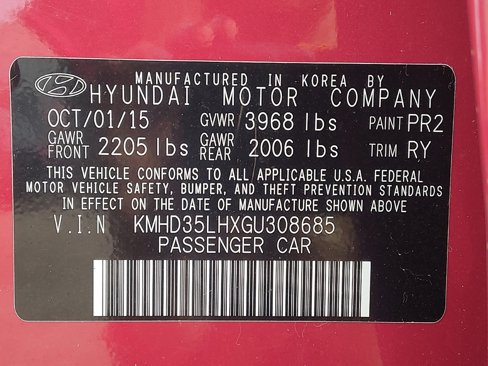 MANUFACTURED IN KOREA BY
HYUNDAI MOTOR COMPANY
OCT/01/15 GVWR 3968 lbs PAINT PR2
GAWR FRONT 2205 lbs GAWR REAR 2006 lbs TRIM RY
THIS VEHICLE CONFORMS TO ALL APPLICABLE U.S.A. FEDERAL
MOTOR VEHICLE SAFETY, BUMPER, AND THEFT PREVENTION STANDARDS
IN EFFECT ON THE DATE OF MANUFACTURE SHOWN ABOVE.
V.I.N KMHD35LHXGU308685
PASSENGER CAR